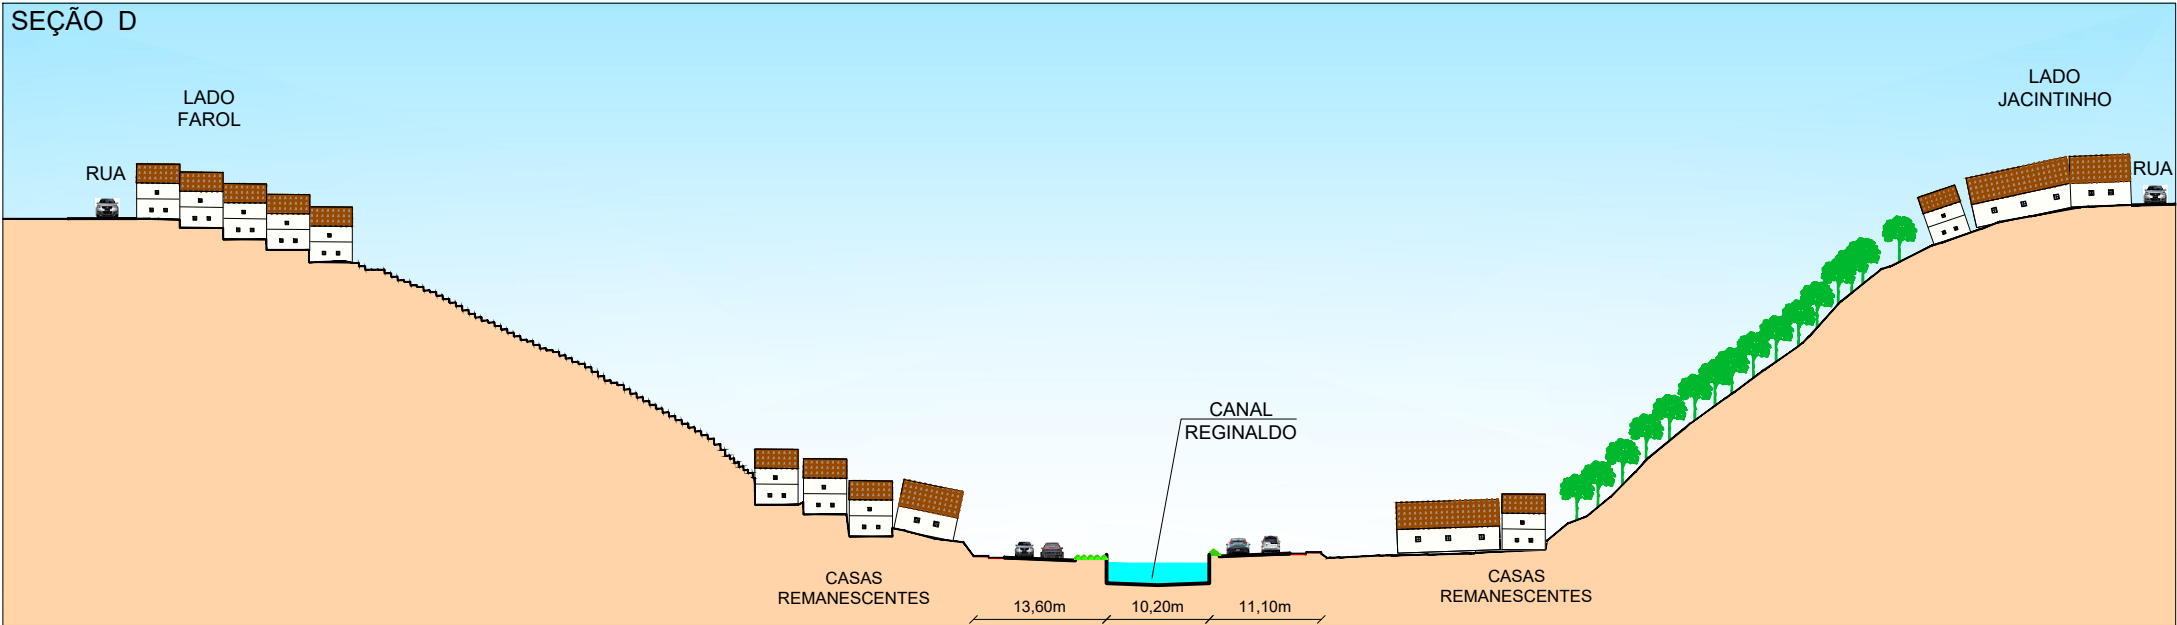 SEÇÃO D
LADO
FAROL
RUA
LADO
JACINTINHO
RUA
CANAL
REGINALDO
CASAS
REMANESCENTES
CASAS
REMANESCENTES
13,60m
10,20m
11,10m